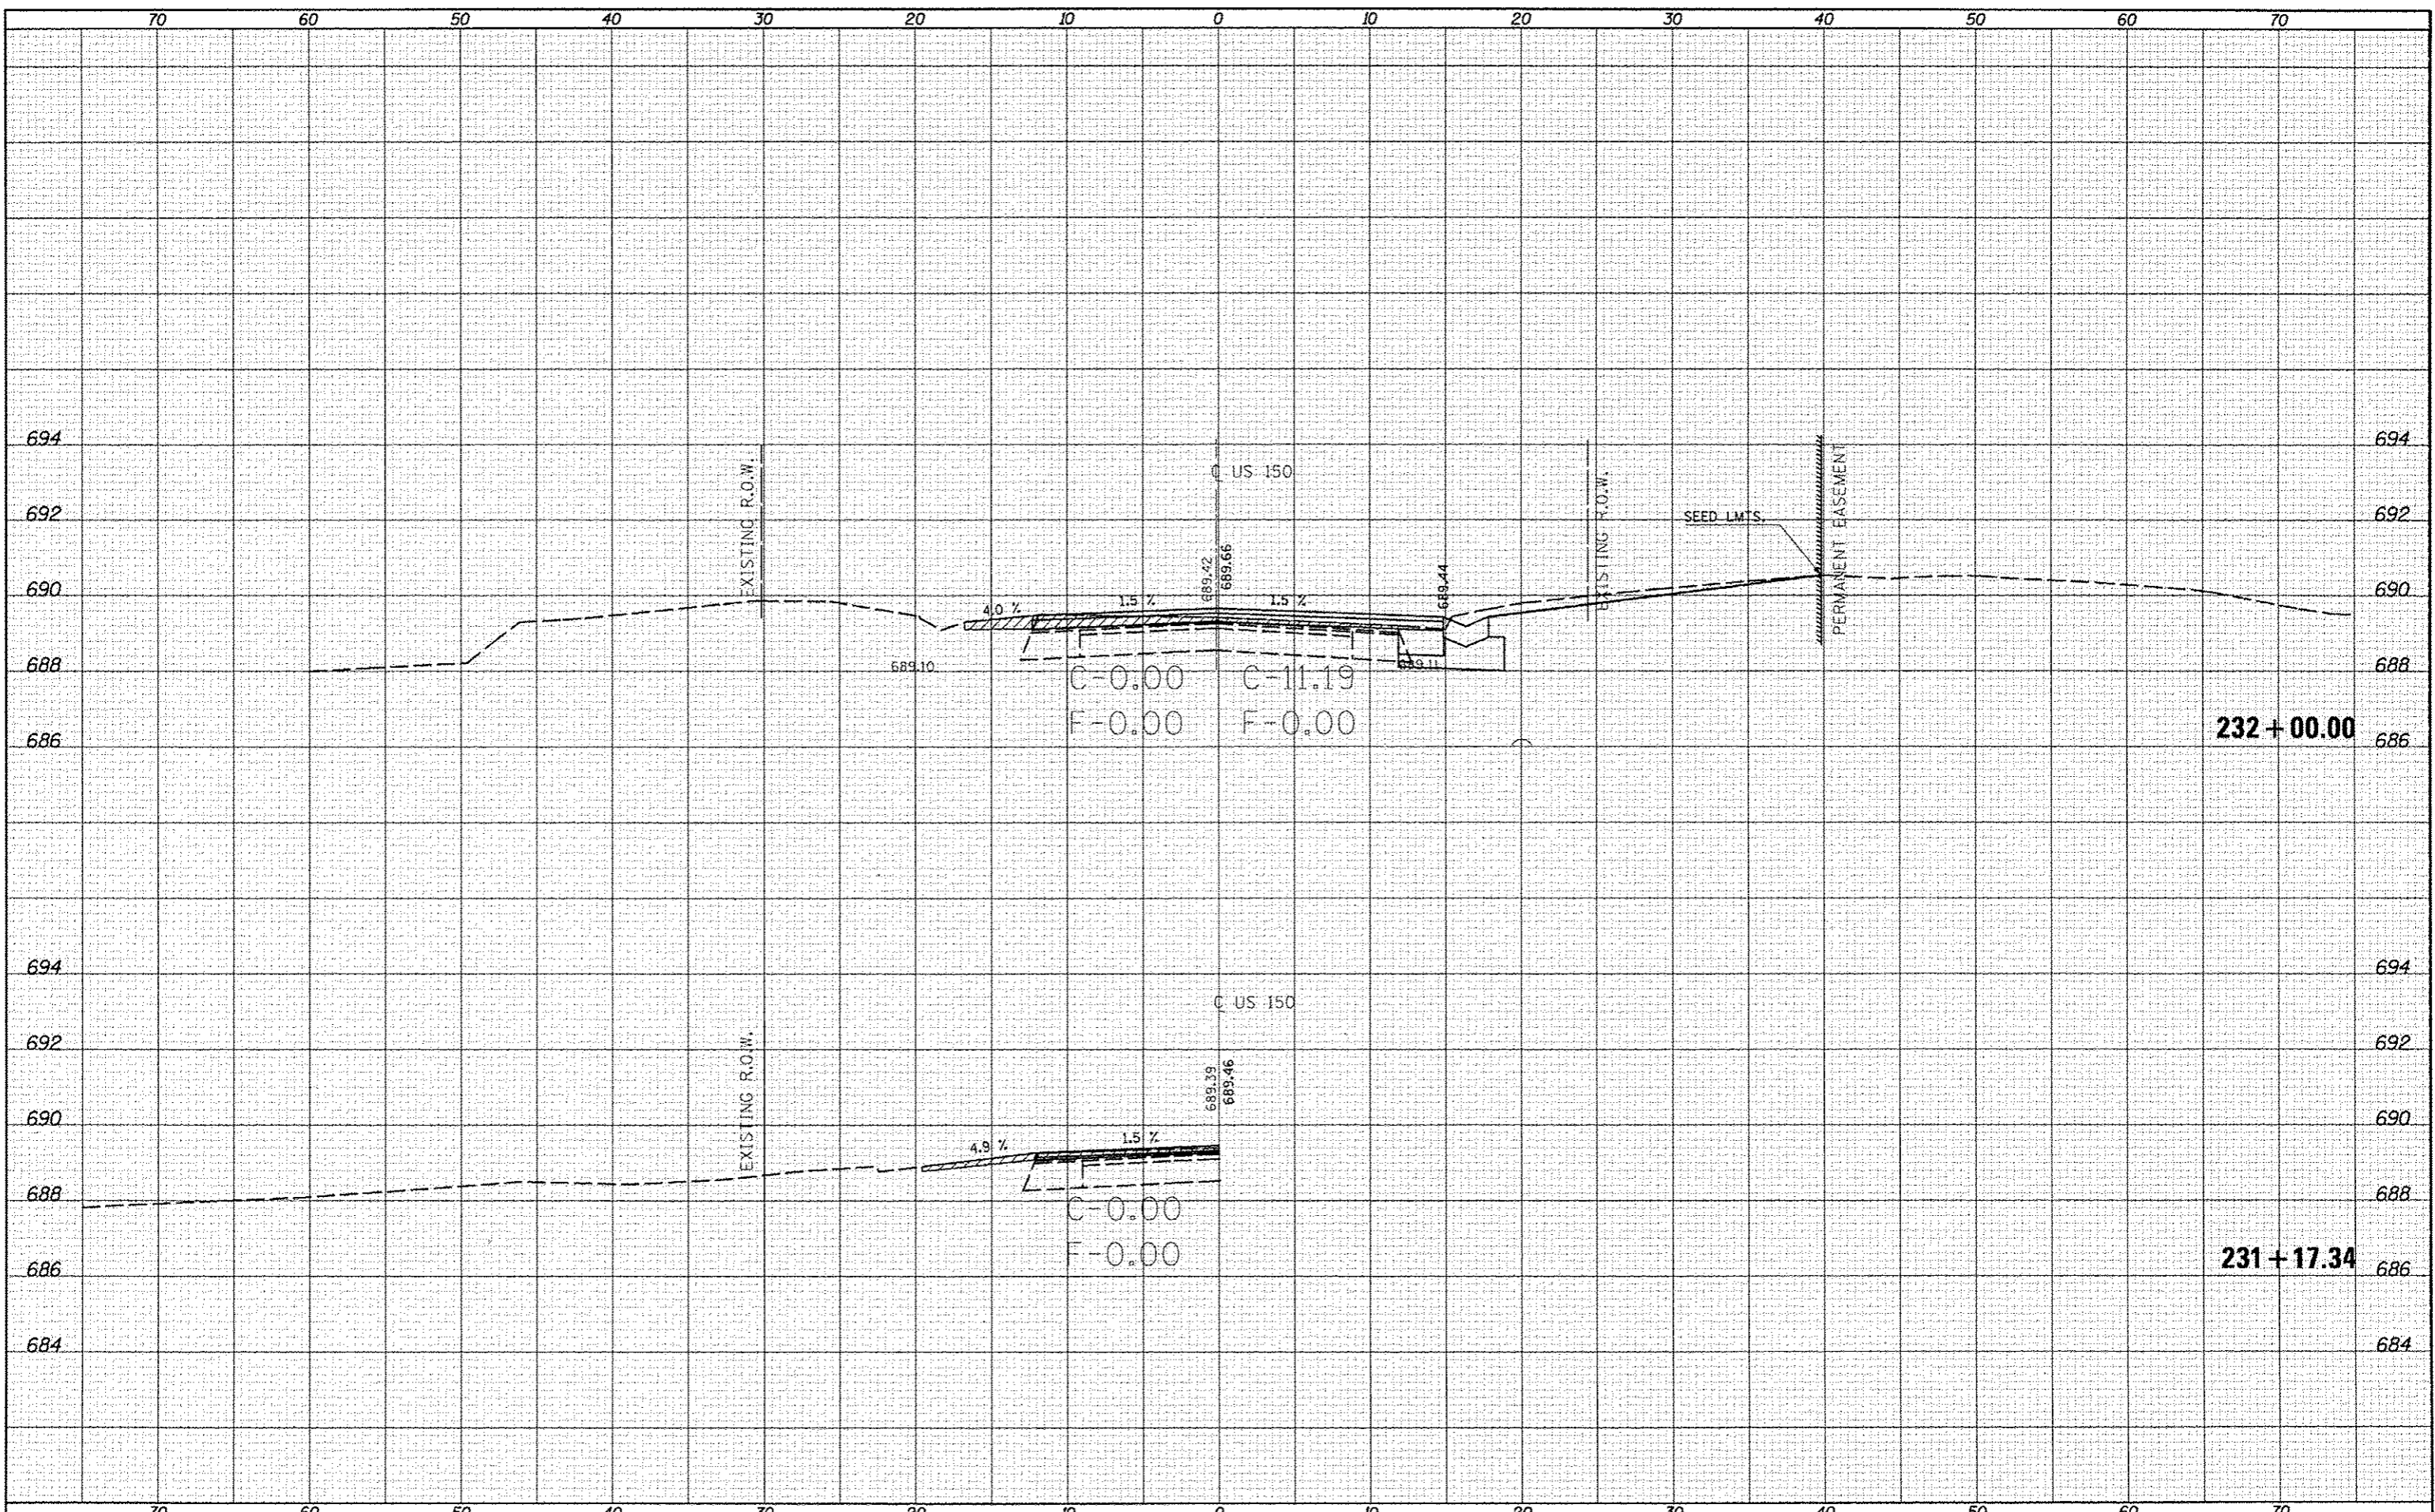 70 60 50 40 30 20 10 0 10 20 30 40 50 60 70
694 694
EXISTING R.O.W.
℄ US 150
EXISTING R.O.W.
PERMANENT EASEMENT
692 692
SEED LMTS.
689.42
689.66
689.44
690 690
4.0 %
1.5 %
1.5 %
688 688
689.10
689.11
C-0.00 C-11.19
F-0.00 F-0.00
232+00.00
686 686
694 694
℄ US 150
692 692
EXISTING R.O.W.
689.39
689.46
690 690
4.9 %
1.5 %
688 688
C-0.00
F-0.00
231+17.34
686 686
684 684
70 60 50 40 30 20 10 0 10 20 30 40 50 60 70